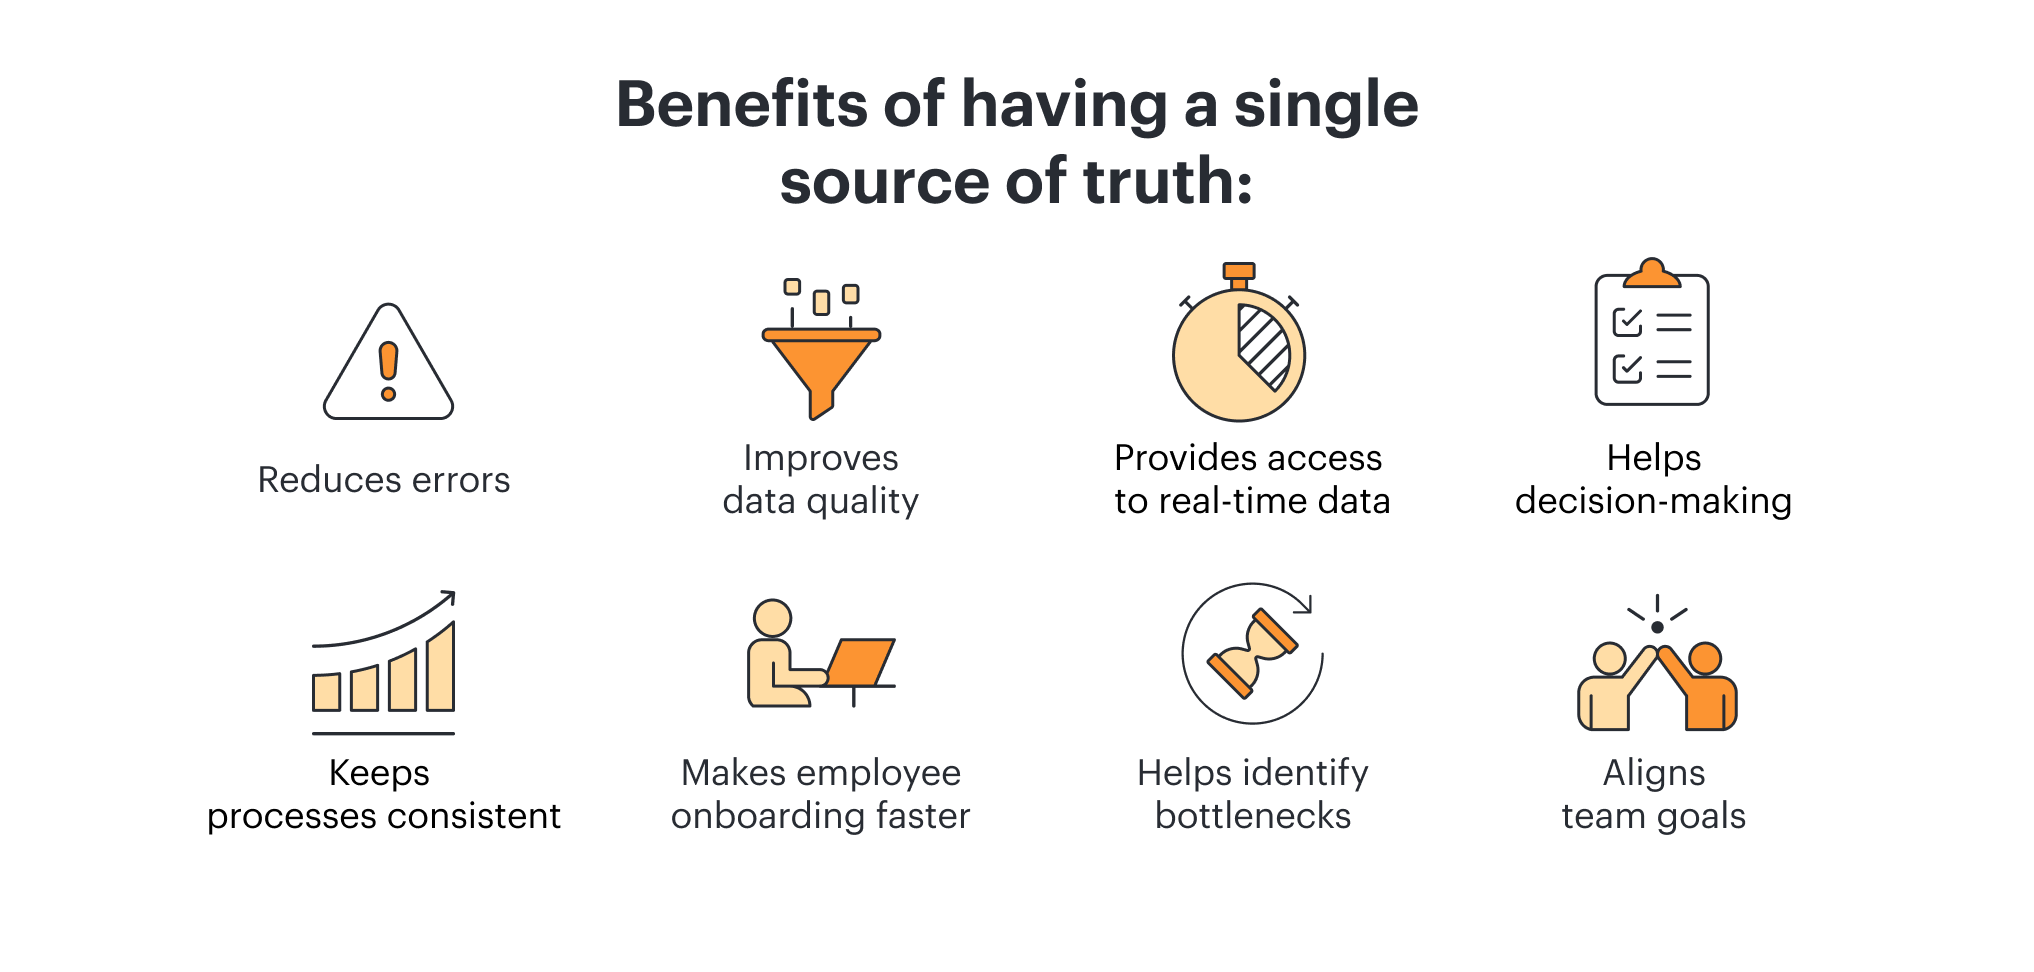 Benefits of having a single
source of truth:
Reduces errors
Improves
data quality
Provides access
to real-time data
Helps
decision-making
Keeps
processes consistent
Makes employee
onboarding faster
Helps identify
bottlenecks
Aligns
team goals